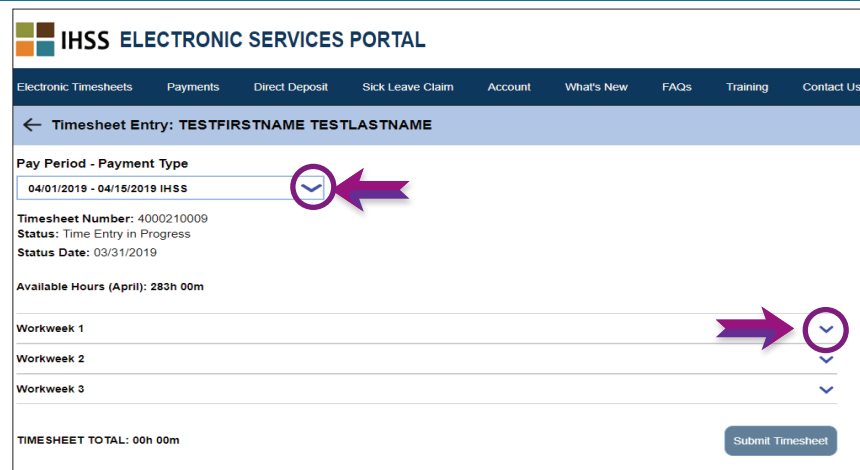 IHSS ELECTRONIC SERVICES PORTAL
Electronic Timesheets Payments Direct Deposit Sick Leave Claim Account What's New FAQs Training Contact Us
Timesheet Entry: TESTFIRSTNAME TESTLASTNAME
Pay Period - Payment Type
04/01/2019 - 04/15/2019 IHSS
Timesheet Number: 4000210009
Status: Time Entry in Progress
Status Date: 03/31/2019
Available Hours (April): 283h 00m
Workweek 1
Workweek 2
Workweek 3
TIMESHEET TOTAL: 00h 00m
Submit Timesheet